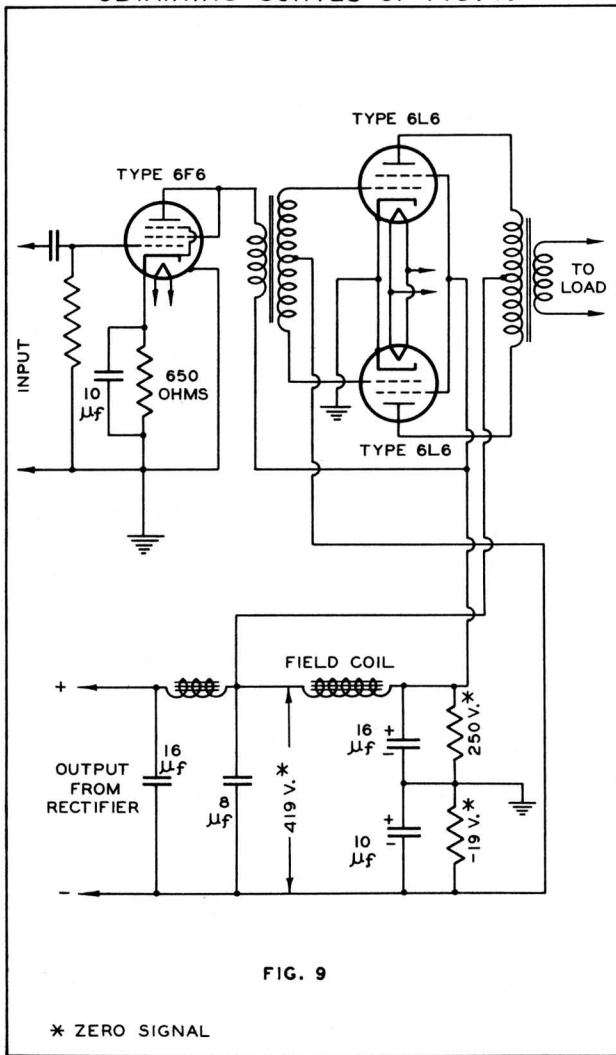 TYPE 6L6
TYPE 6F6
TO
LOAD
INPUT
10
µf
650
OHMS
TYPE 6L6
FIELD COIL
+
16
µf
OUTPUT
FROM
RECTIFIER
8
µf
419 V.*
16
µf
+
-
250 V.*
10
µf
+
-
-19 V.*
-
FIG. 9
* ZERO SIGNAL